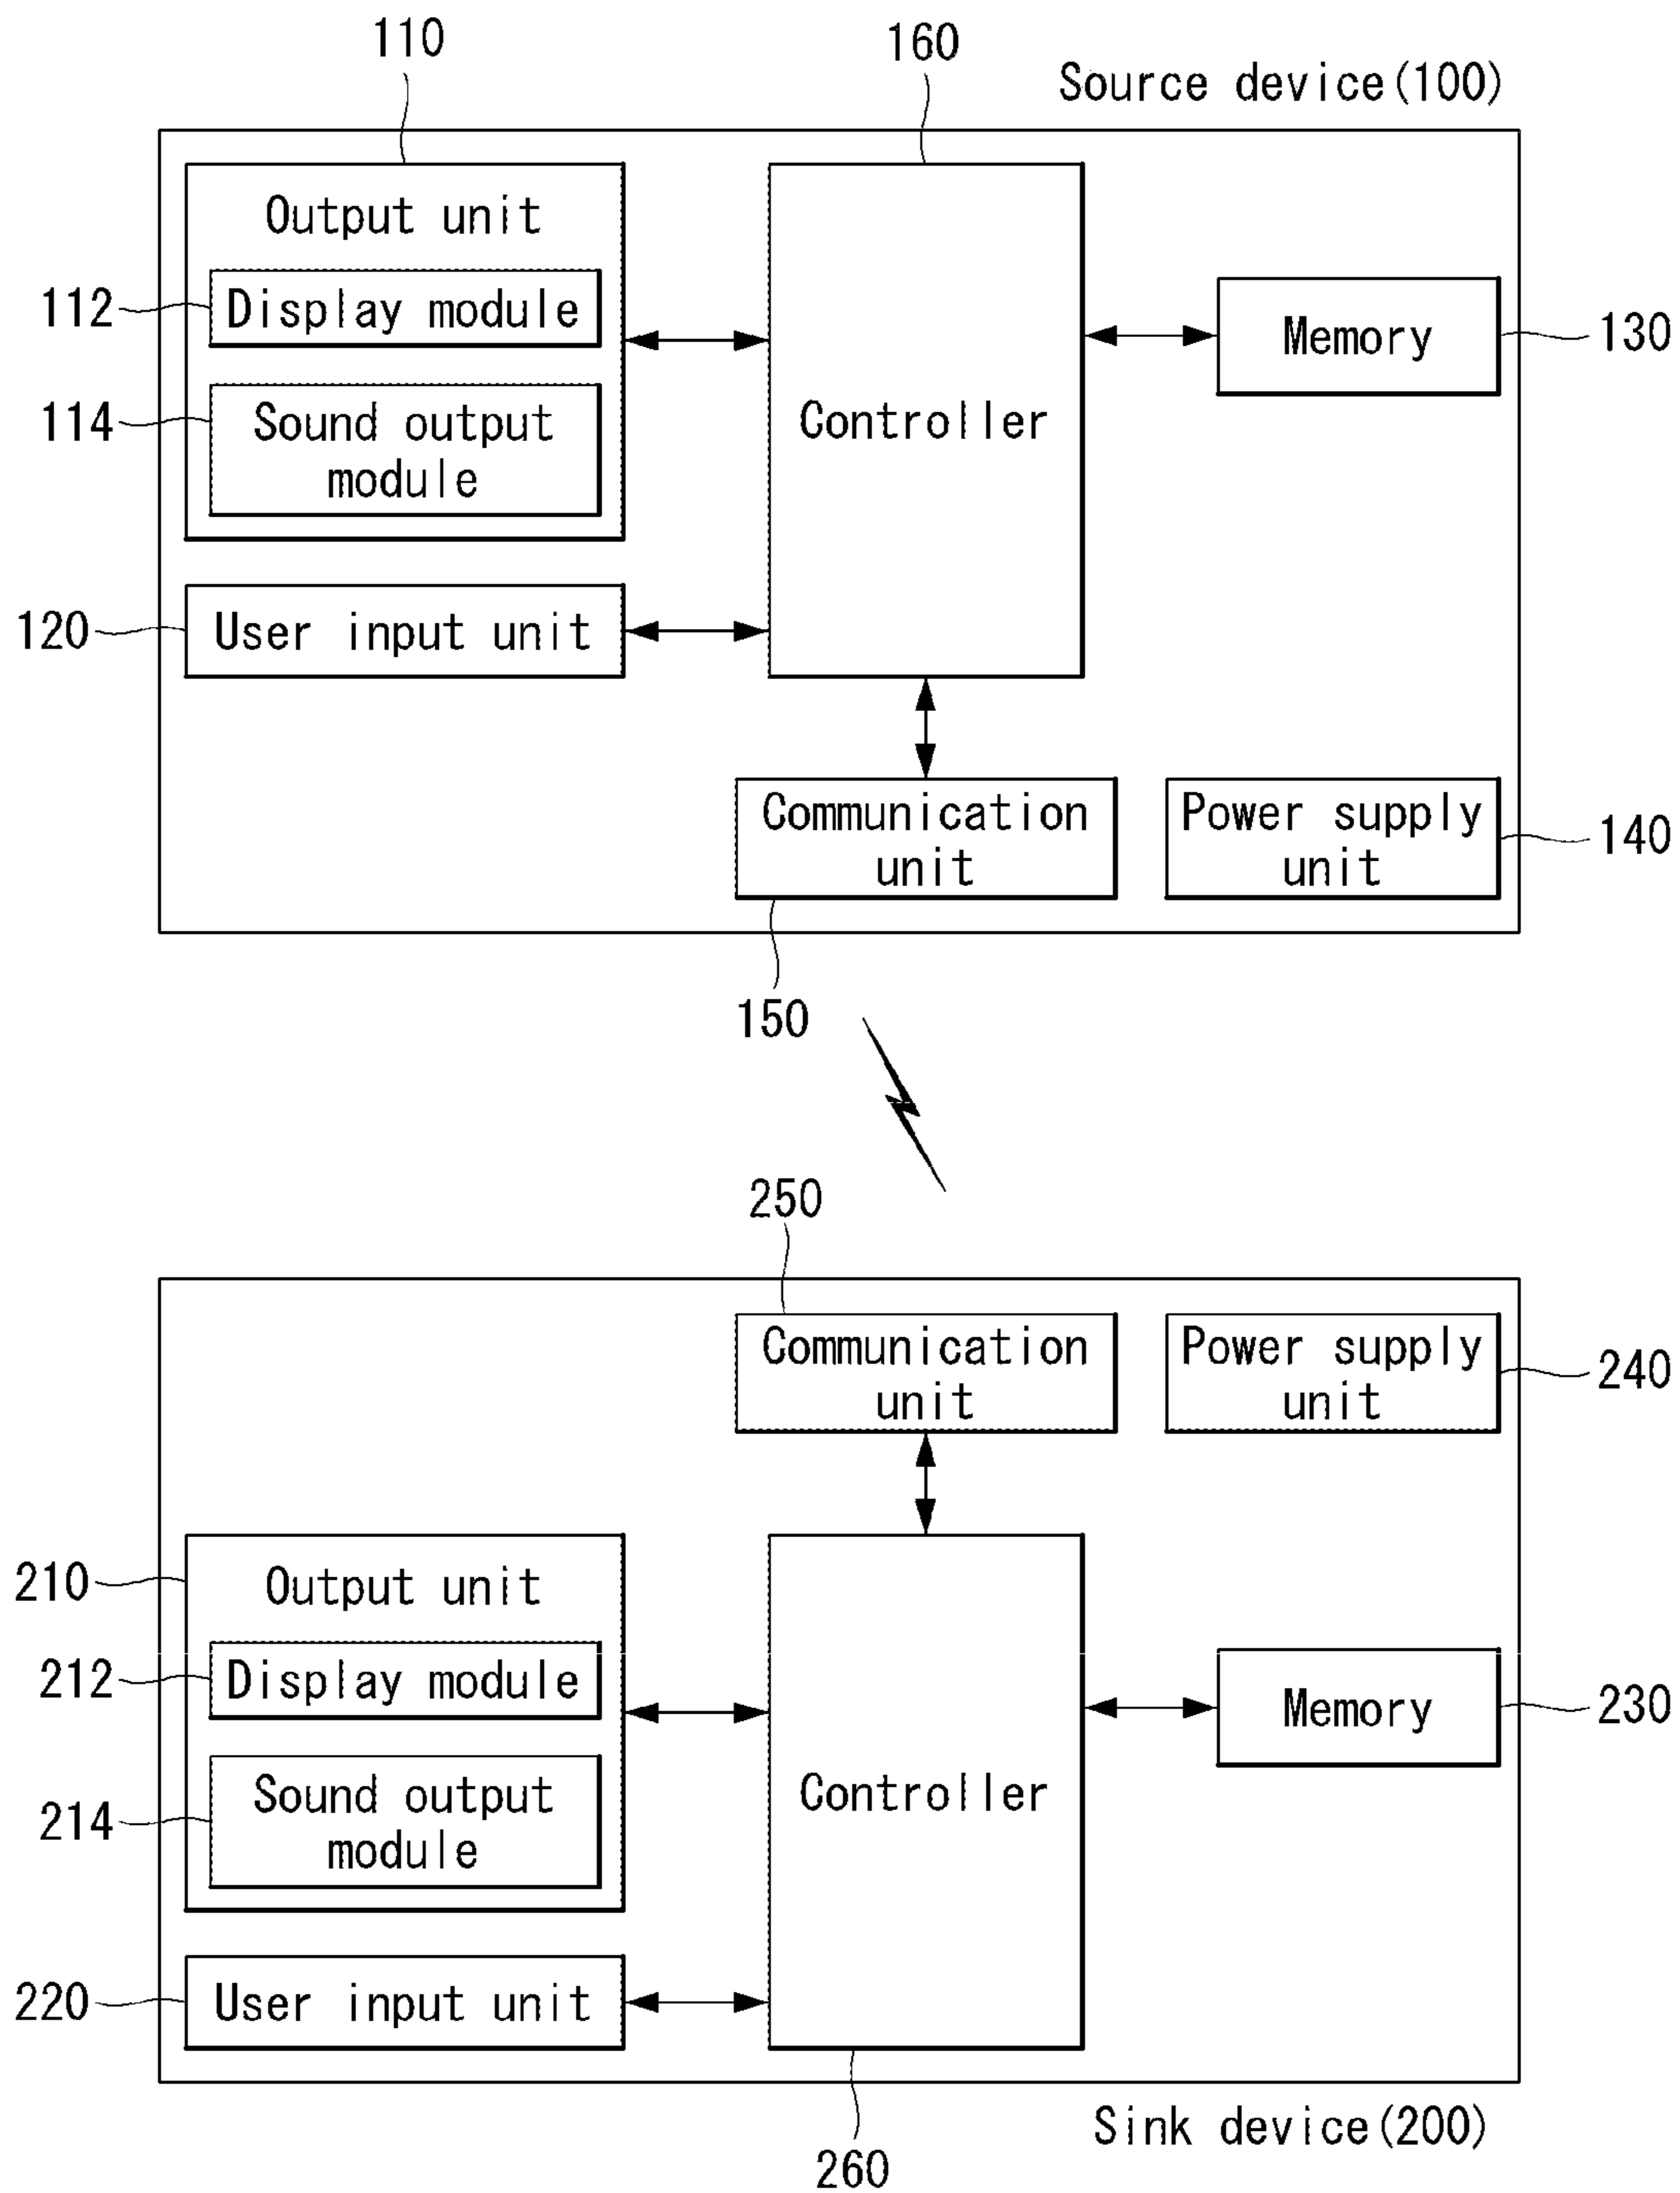 110
160
Source device(100)
Output unit
112
Display module
114
Sound output
module
Controller
Memory
130
120
User input unit
Communication
unit
Power supply
unit
140
150
250
Communication
unit
Power supply
unit
240
210
Output unit
212
Display module
214
Sound output
module
Controller
Memory
230
220
User input unit
Sink device(200)
260